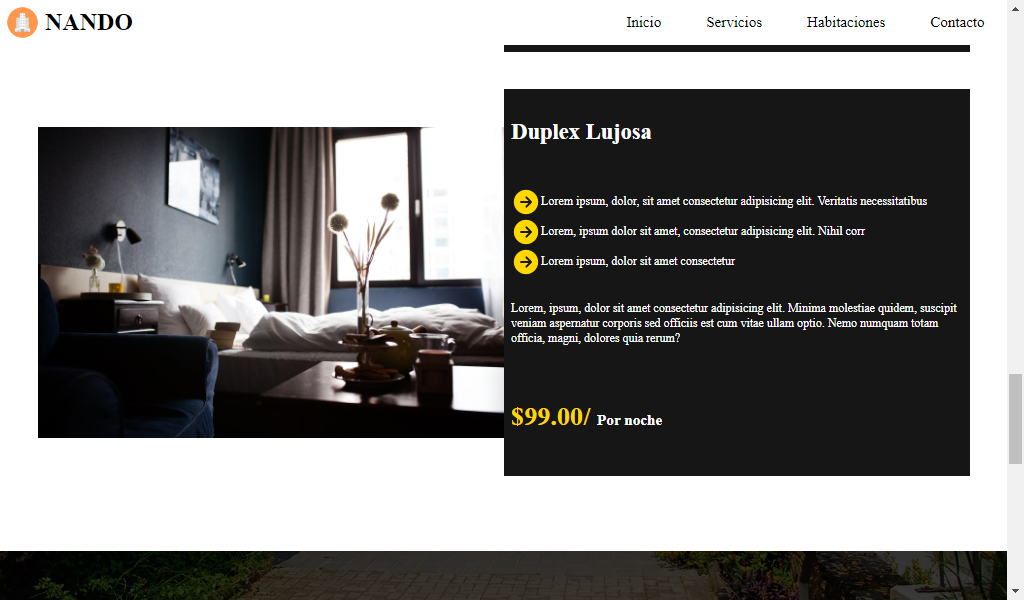 NANDO
Inicio Servicios Habitaciones Contacto
Duplex Lujosa
Lorem ipsum, dolor, sit amet consectetur adipisicing elit. Veritatis necessitatibus
Lorem, ipsum dolor sit amet, consectetur adipisicing elit. Nihil corr
Lorem ipsum, dolor sit amet consectetur
Lorem, ipsum, dolor sit amet consectetur adipisicing elit. Minima molestiae quidem, suscipit
veniam aspernatur corporis sed officiis est cum vitae ullam optio. Nemo numquam totam
officia, magni, dolores quia rerum?
$99.00/ Por noche